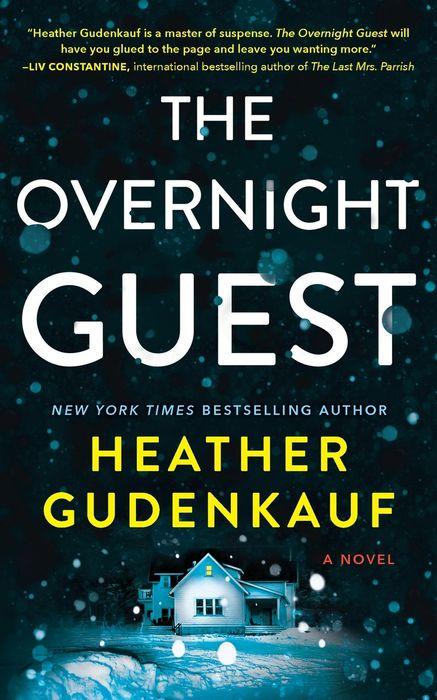 “Heather Gudenkauf is a master of suspense. The Overnight Guest will
have you glued to the page and leave you wanting more.“
–LIV CONSTANTINE, international bestselling author of The Last Mrs. Parrish
THE
OVERNIGHT
GUEST
NEW YORK TIMES BESTSELLING AUTHOR
HEATHER
GUDENKAUF
A NOVEL